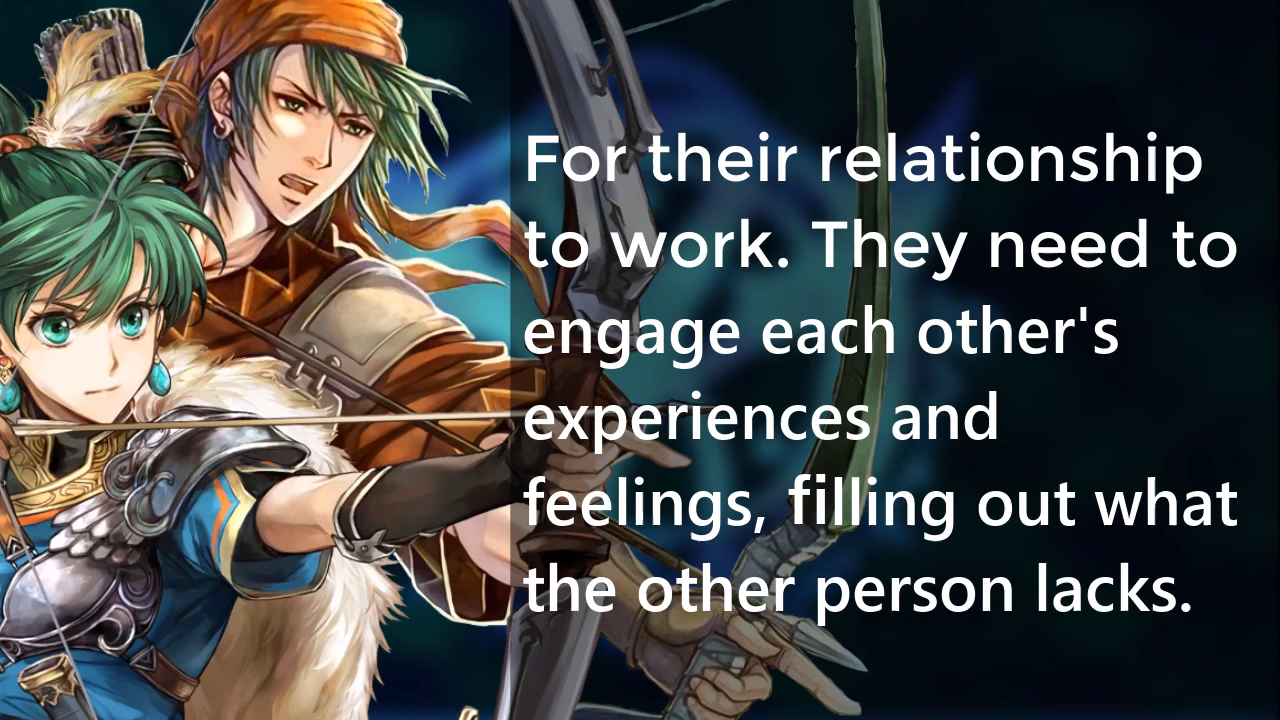 For their relationship
to work. They need to
engage each other's
experiences and
feelings, filling out what
the other person lacks.